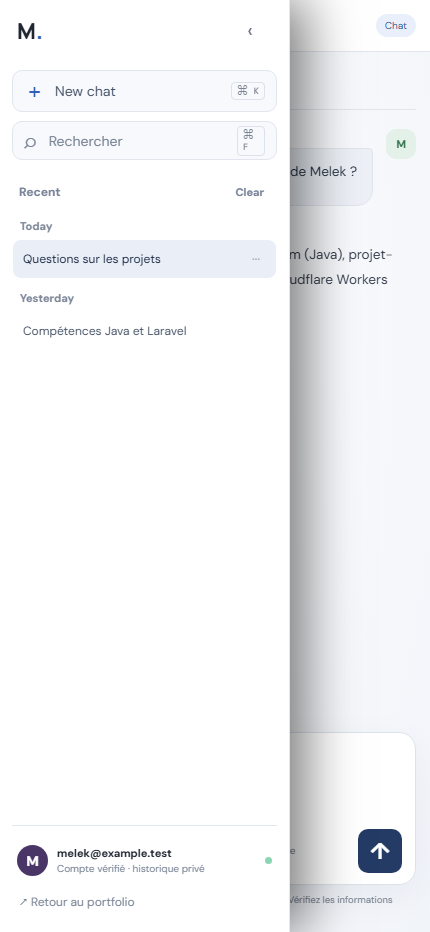 M.
‹
Chat
+ New chat ⌘ K
Rechercher ⌘ F
M
Recent Clear
de Melek ?
Today
Questions sur les projets ...
m (Java), projet-
udflare Workers
Yesterday
Compétences Java et Laravel
e
M melek@example.test
Compte vérifié · historique privé
↗ Retour au portfolio
Vérifiez les informations